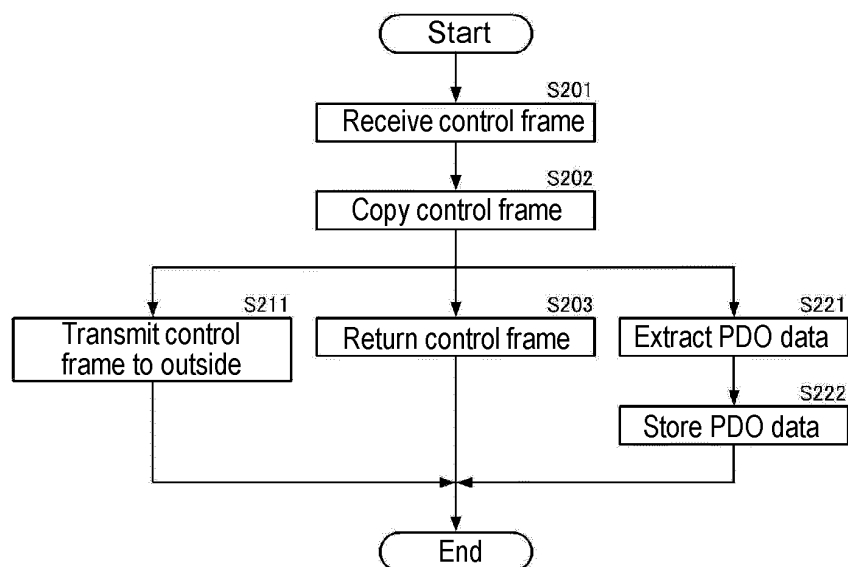 Start
S201
Receive control frame
S202
Copy control frame
S211
Transmit control
frame to outside
S203
Return control frame
S221
Extract PDO data
S222
Store PDO data
End